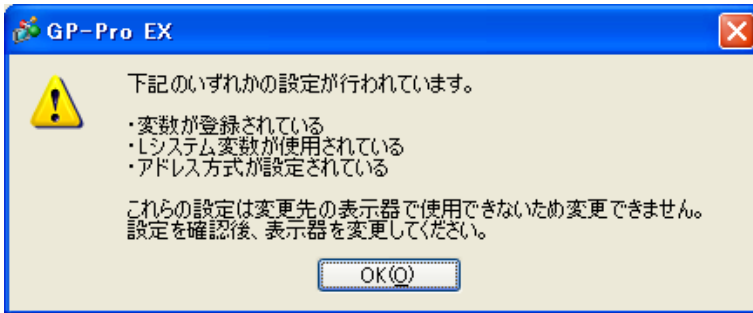 GP-Pro EX
下記のいずれかの設定が行われています。
・変数が登録されている
・Lシステム変数が使用されている
・アドレス方式が設定されている
これらの設定は変更先の表示器で使用できないため変更できません。
設定を確認後、表示器を変更してください。
OK(O)